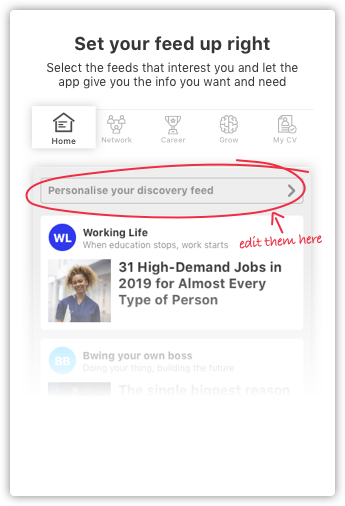 Set your feed up right
Select the feeds that interest you and let the
app give you the info you want and need
Home
Network
Career
Grow
My CV
Personalise your discovery feed
edit them here
WL
Working Life
When education stops, work starts
31 High-Demand Jobs in
2019 for Almost Every
Type of Person
BB
Bwing your own boss
Doing your thing, building the future
The single biggest reason